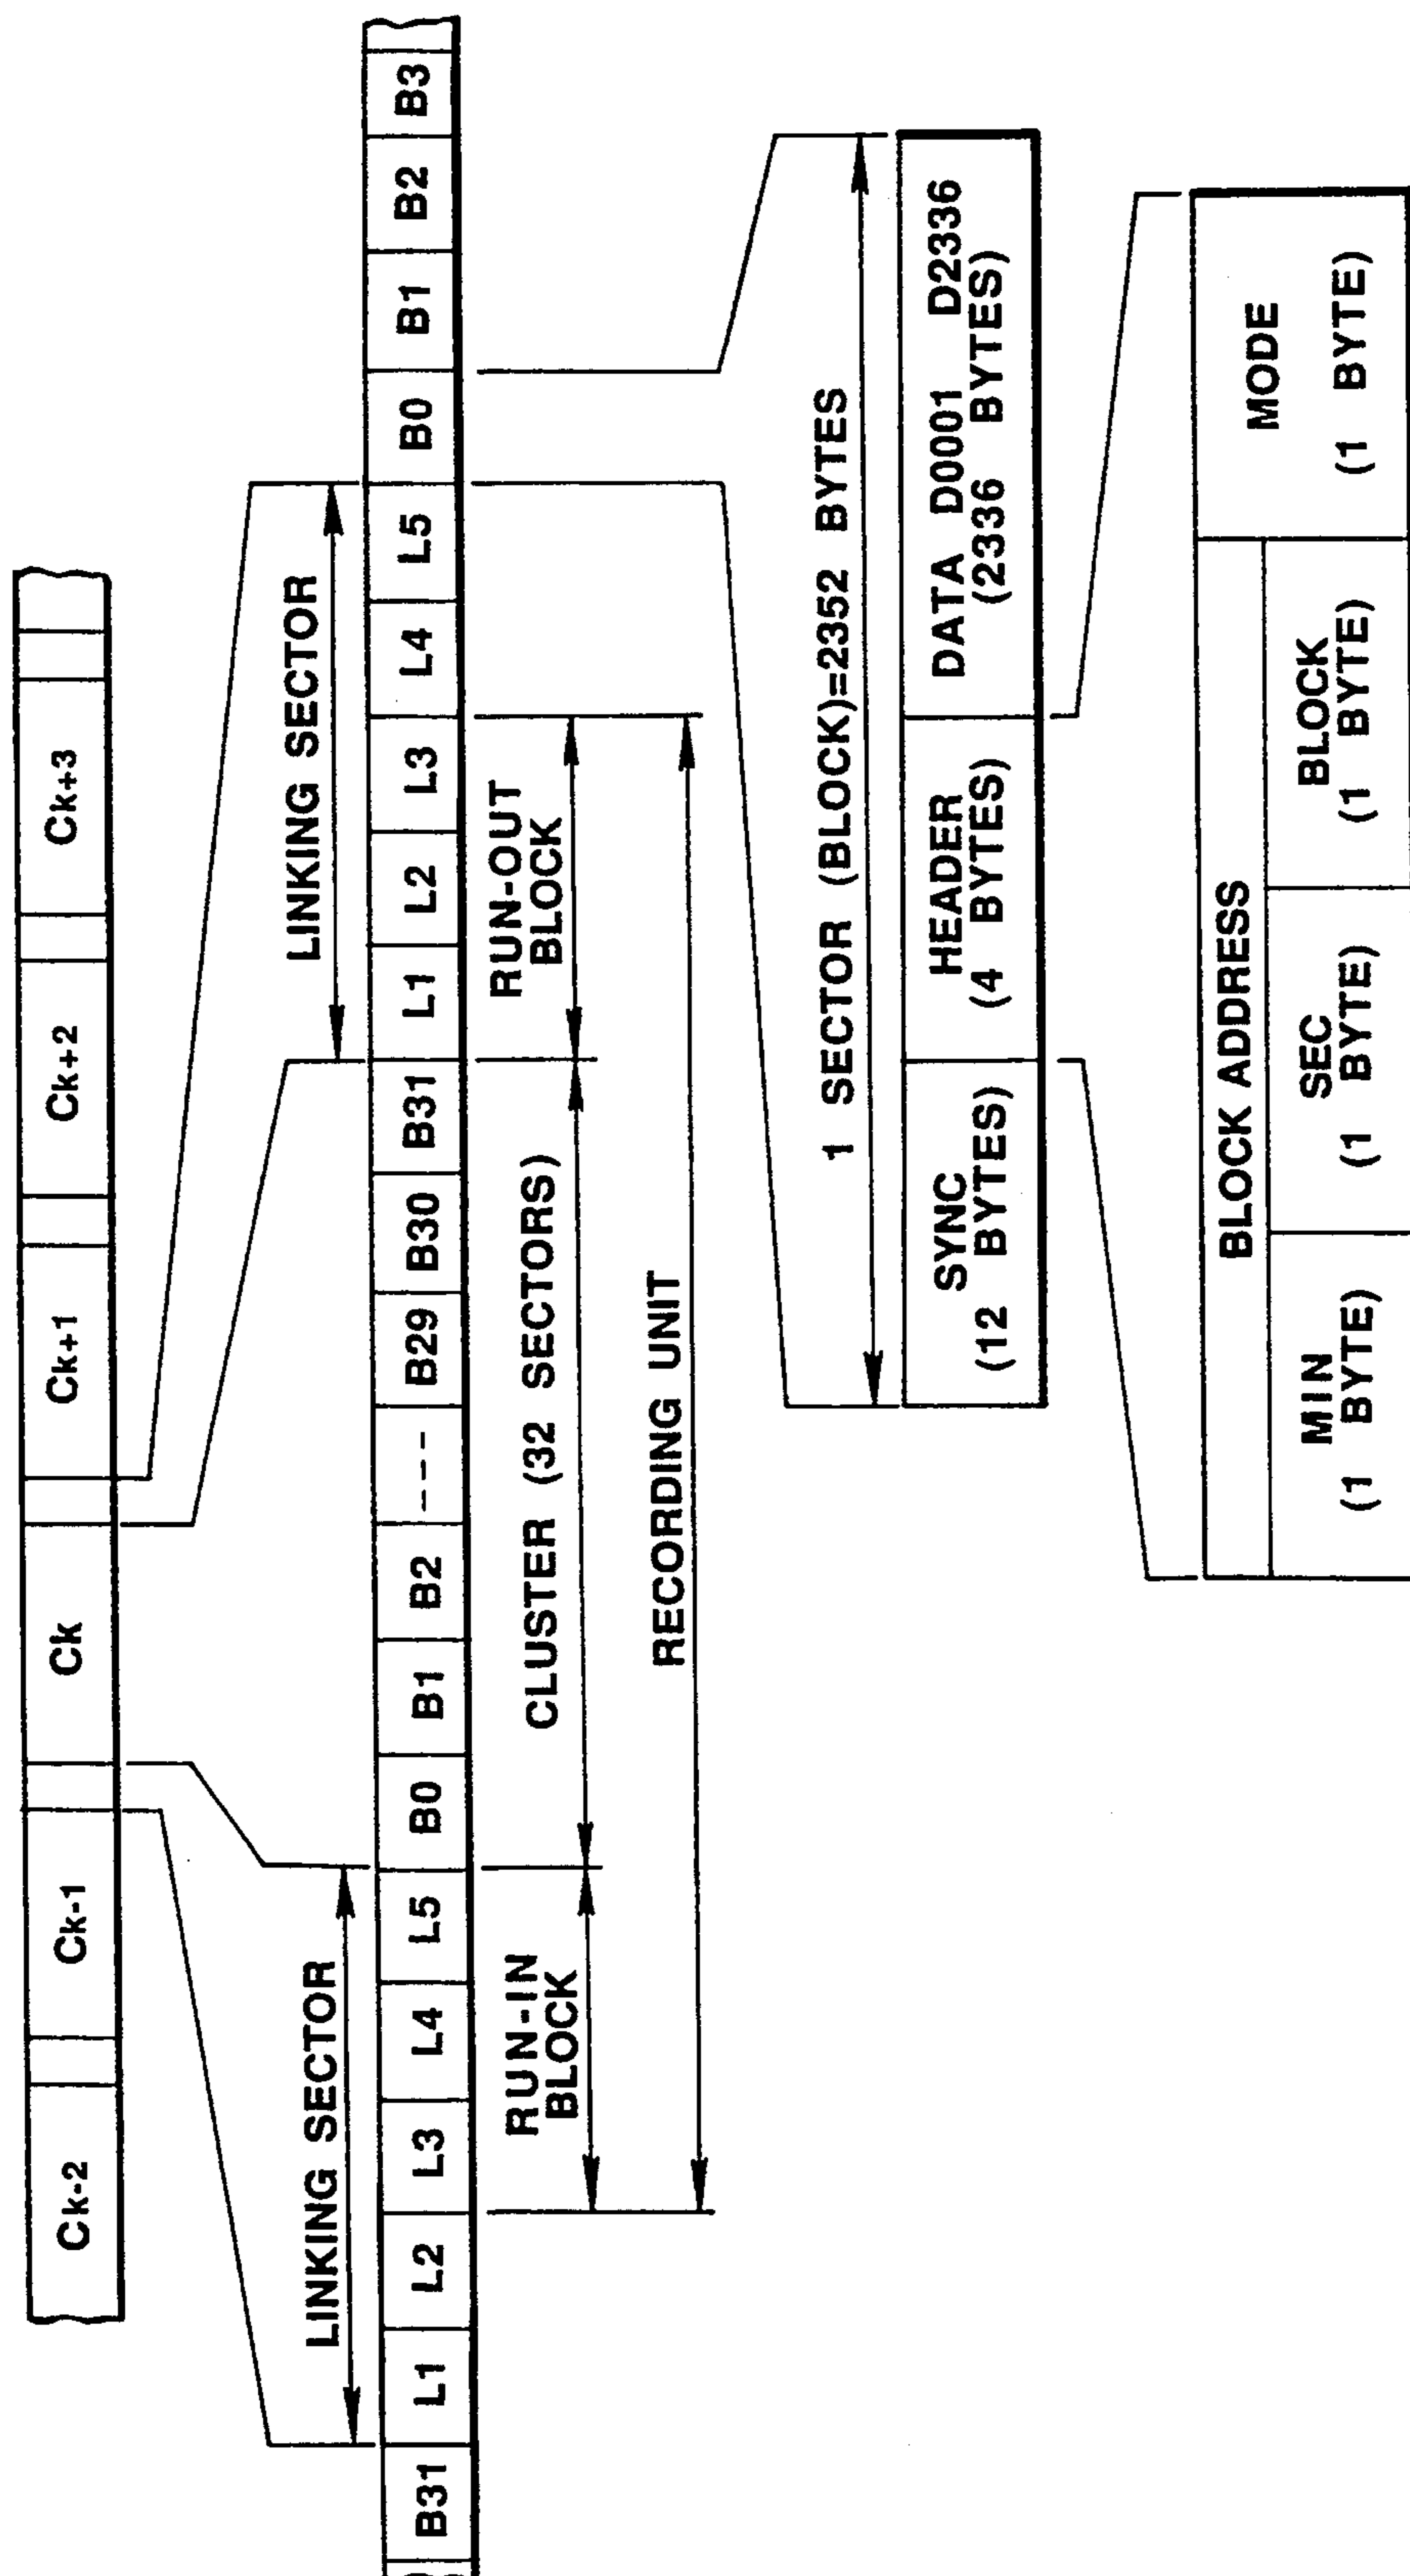 Ck-2 Ck-1 Ck Ck+1 Ck+2 Ck+3
LINKING SECTOR LINKING SECTOR
B31 L1 L2 L3 L4 L5 B0 B1 B2 --- B29 B30 B31 L1 L2 L3 L4 L5 B0 B1 B2 B3
RUN-IN
BLOCK
CLUSTER (32 SECTORS)
RUN-OUT
BLOCK
RECORDING UNIT
1 SECTOR (BLOCK)=2352 BYTES
SYNC
(12 BYTES)
HEADER
(4 BYTES)
DATA D0001 D2336
(2336 BYTES)
BLOCK ADDRESS
MIN
(1 BYTE)
SEC
(1 BYTE)
BLOCK
(1 BYTE)
MODE
(1 BYTE)